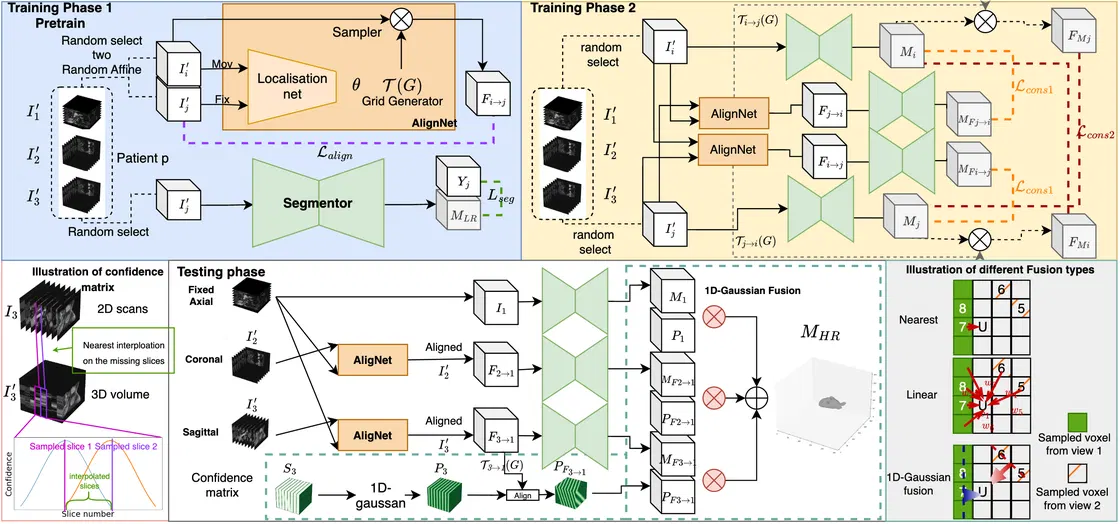 Training Phase 1
Pretrain
Random select
two
Random Affine
I′1
I′2
I′3
Patient p
Random select
I′i
I′j
Mov
Fix
Localisation
net
Sampler
θ
T(G)
Grid Generator
AlignNet
Fi→j
Lalign
I′j
Segmentor
Yj
MLR
Lseg
Training Phase 2
random
select
I′1
I′2
I′3
random
select
I′i
I′j
Ti→j(G)
AlignNet
AlignNet
Fj→i
Fi→j
Tj→i(G)
Mi
MFj→i
MFi→j
Mj
FMj
FMi
Lcons1
Lcons2
Lcons1
Illustration of confidence
matrix
I3
2D scans
Nearest interploation
on the missing slices
I′3
3D volume
Sampled slice 1
Sampled slice 2
interpolated
slices
Confidence
Slice number
Testing phase
Fixed
Axial
I′2
Coronal
I′3
Sagittal
AligNet
AligNet
Aligned
I′2
Aligned
I′3
I1
F2→1
F3→1
T3→1(G)
Confidence
matrix
S3
1D-
gaussan
P3
Align
PF3→1
M1
P1
MF2→1
PF2→1
MF3→1
PF3→1
1D-Gaussian Fusion
MHR
Illustration of different Fusion types
Nearest
6
8
5
7
U
Linear
6
8
5
7
U
1D-Gaussian
fusion
6
5
U
Sampled voxel
from view 1
Sampled voxel
from view 2